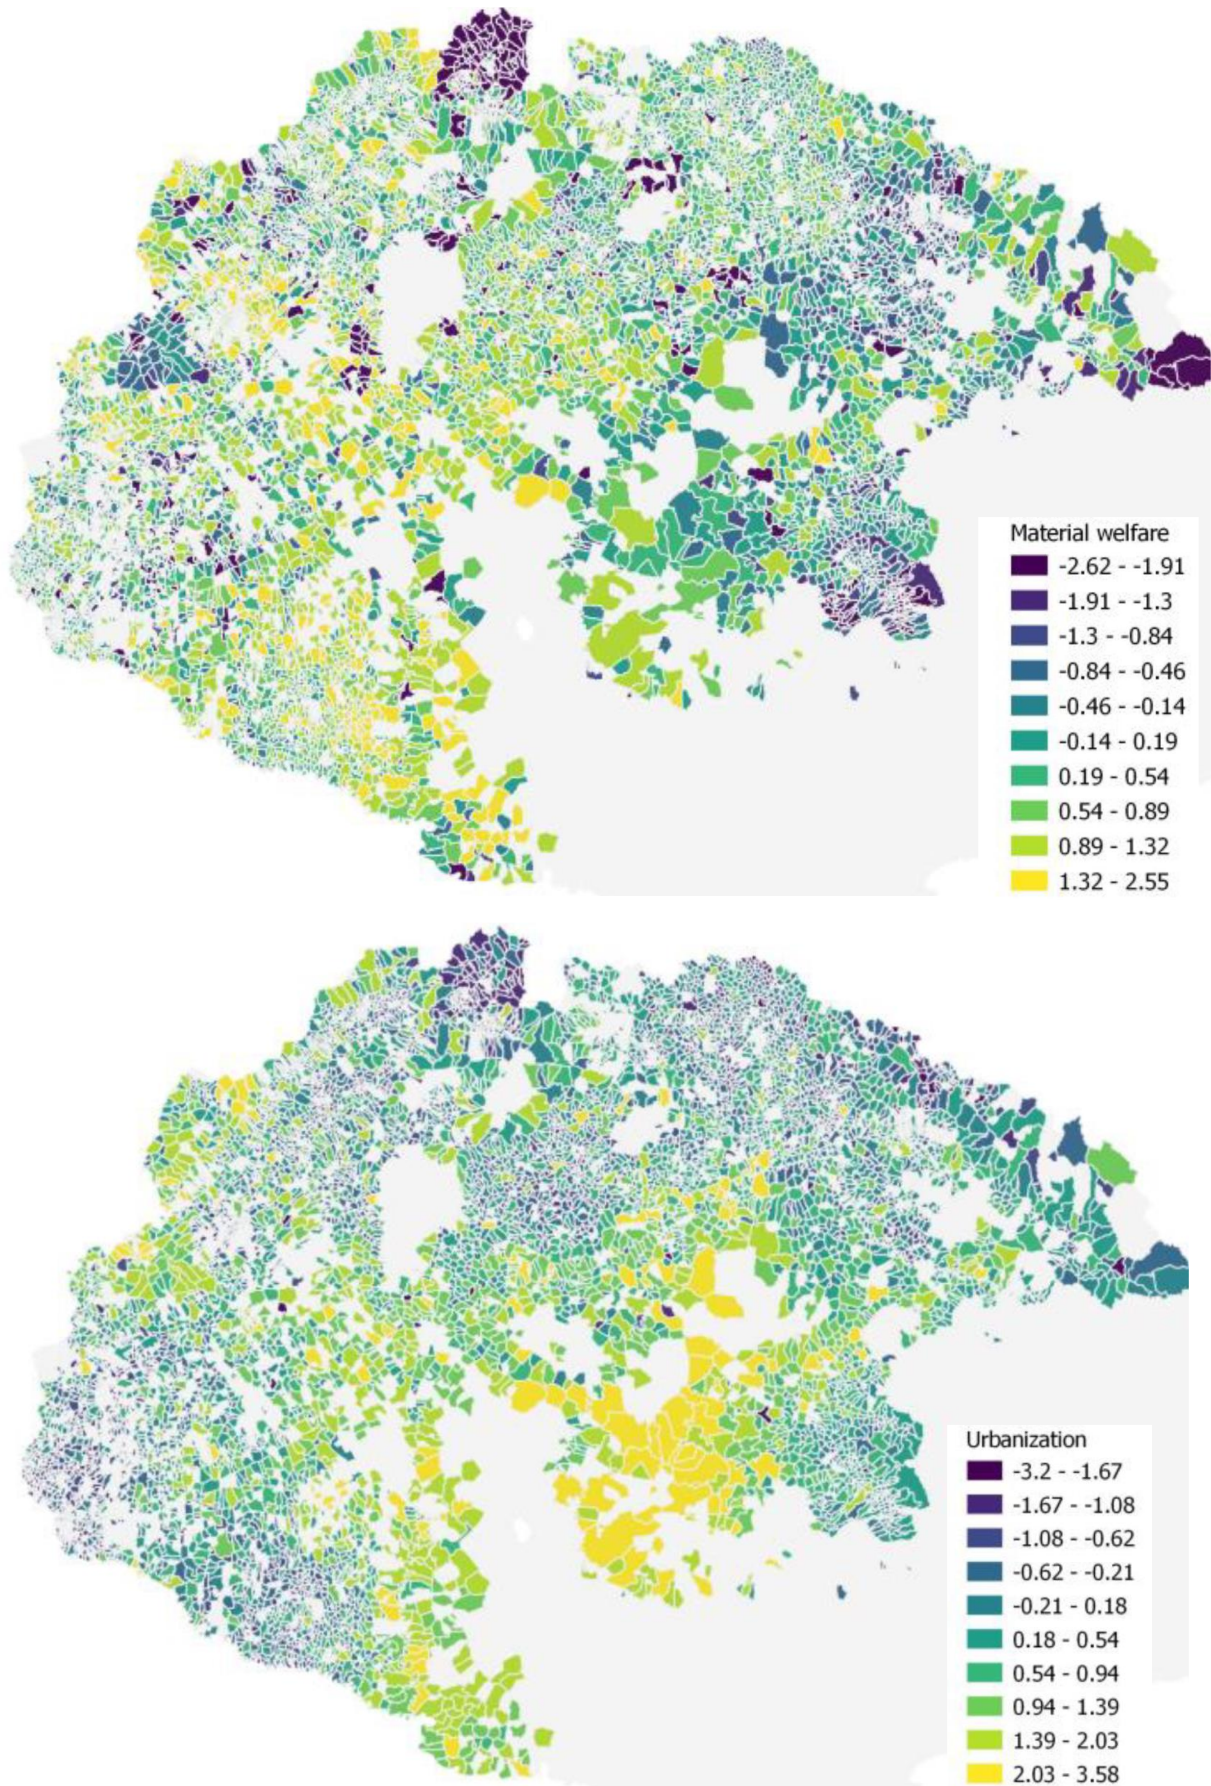 Material welfare
-2.62 - -1.91
-1.91 - -1.3
-1.3 - -0.84
-0.84 - -0.46
-0.46 - -0.14
-0.14 - 0.19
0.19 - 0.54
0.54 - 0.89
0.89 - 1.32
1.32 - 2.55
Urbanization
-3.2 - -1.67
-1.67 - -1.08
-1.08 - -0.62
-0.62 - -0.21
-0.21 - 0.18
0.18 - 0.54
0.54 - 0.94
0.94 - 1.39
1.39 - 2.03
2.03 - 3.58